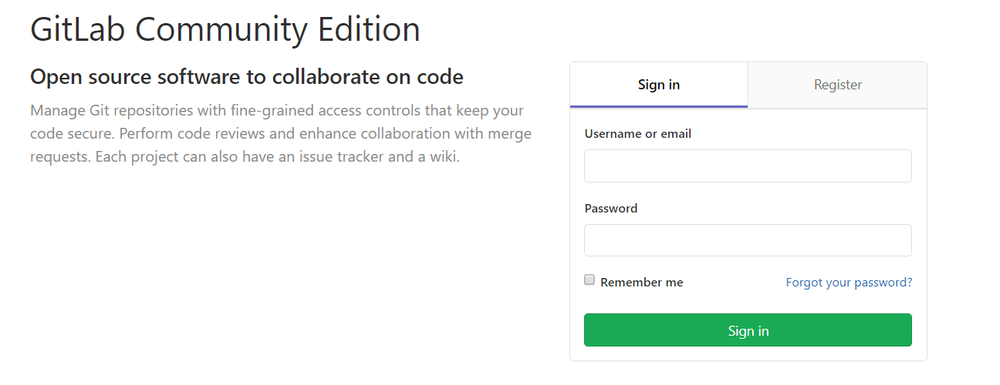 GitLab Community Edition
Open source software to collaborate on code
Manage Git repositories with fine-grained access controls that keep your
code secure. Perform code reviews and enhance collaboration with merge
requests. Each project can also have an issue tracker and a wiki.
Sign in
Register
Username or email
Password
Remember me
Forgot your password?
Sign in